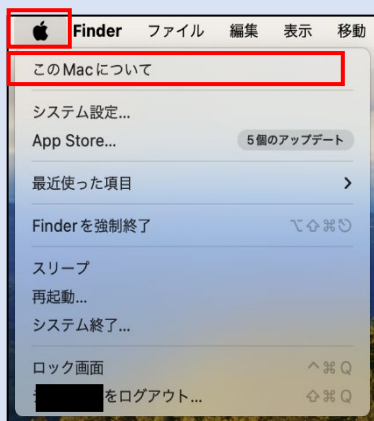 Finder ファイル 編集 表示 移動
このMacについて
システム設定...
App Store... 5個のアップデート
最近使った項目 >
Finderを強制終了 ⌥⇧⌘⎋
スリープ
再起動...
システム終了...
ロック画面 ^⌘Q
をログアウト... ⇧⌘Q